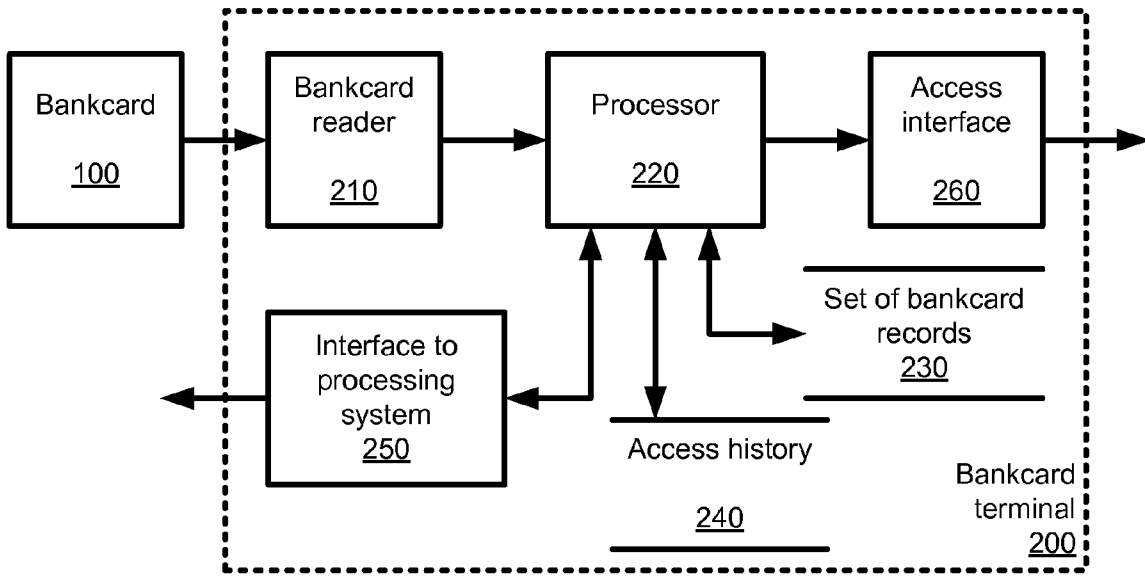 Bankcard
100
Bankcard
reader
210
Processor
220
Access
interface
260
Interface to
processing
system
250
Set of bankcard
records
230
Access history
240
Bankcard
terminal
200